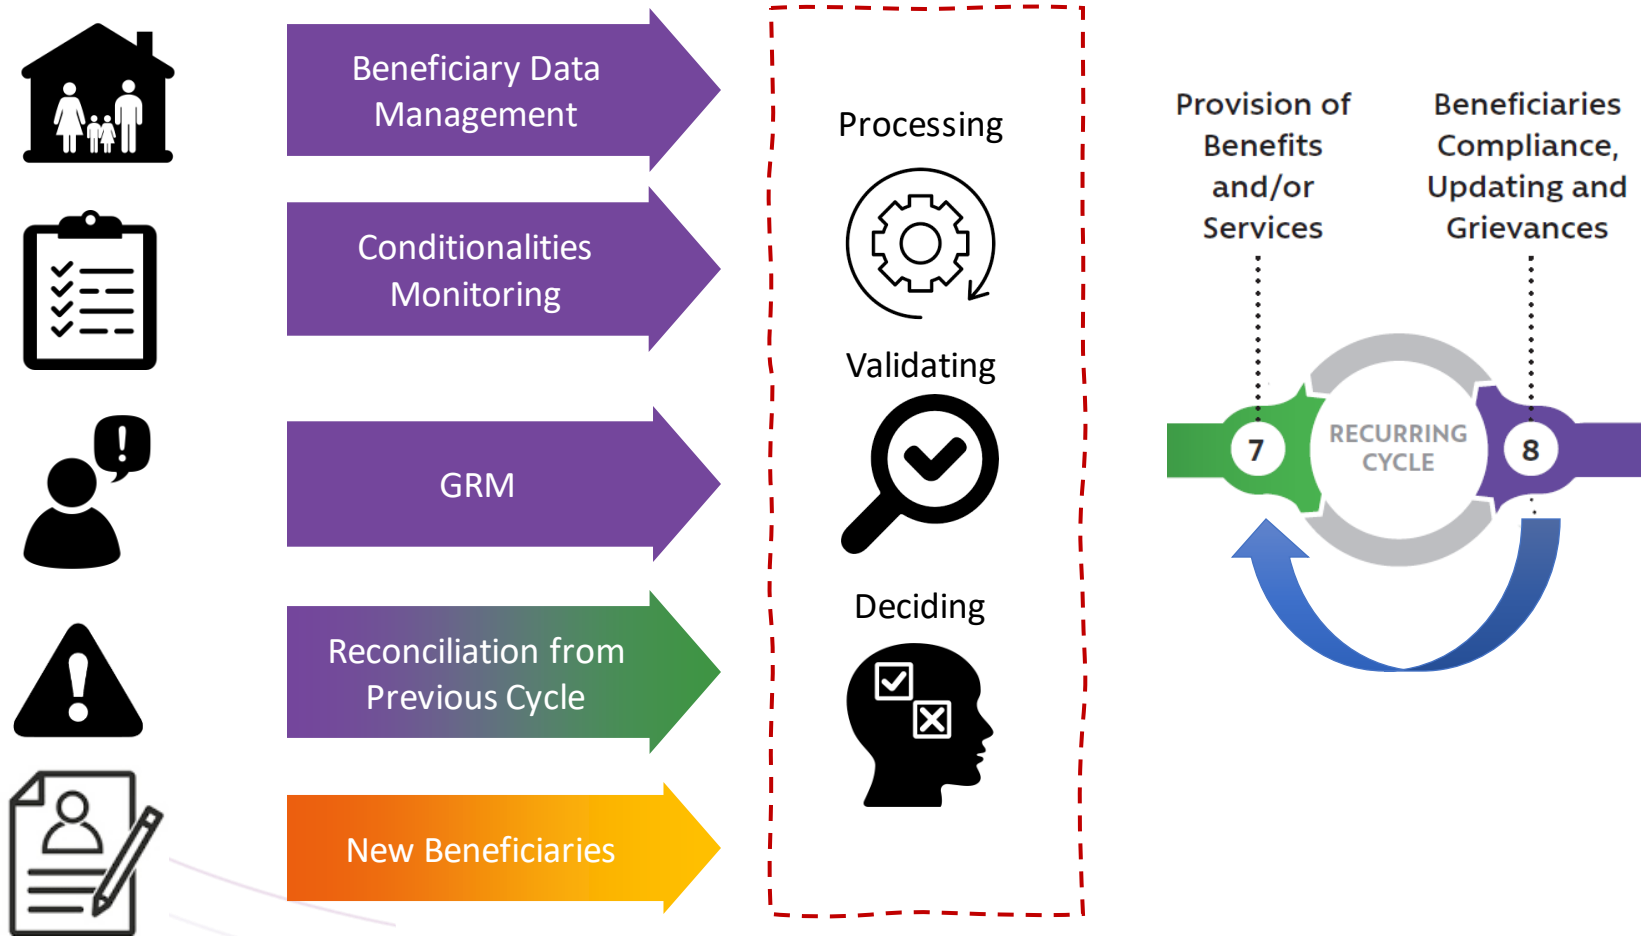 Beneficiary Data
Management
Conditionalities
Monitoring
GRM
Reconciliation from
Previous Cycle
New Beneficiaries
Processing
Validating
Deciding
Provision of
Benefits
and/or
Services
Beneficiaries
Compliance,
Updating and
Grievances
7
RECURRING
CYCLE
8